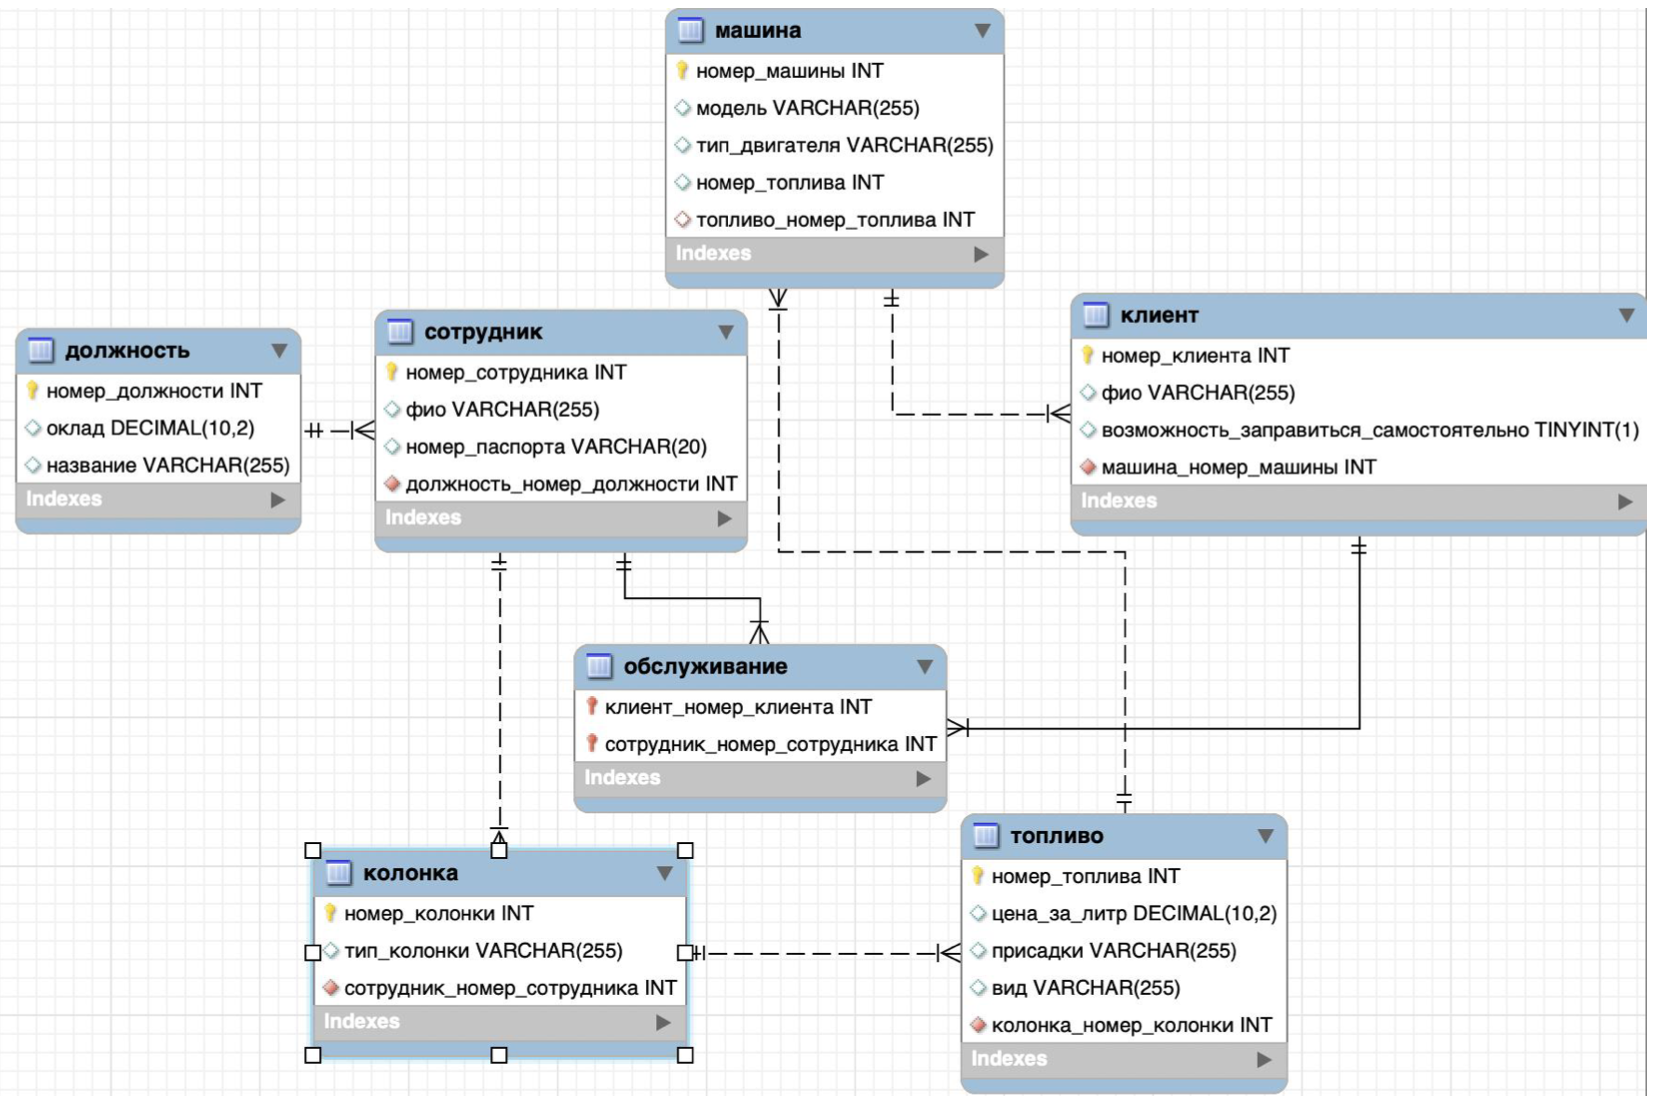 машина
номер_машины INT
модель VARCHAR(255)
тип_двигателя VARCHAR(255)
номер_топлива INT
топливо_номер_топлива INT
Indexes
должность
номер_должности INT
оклад DECIMAL(10,2)
название VARCHAR(255)
Indexes
сотрудник
номер_сотрудника INT
фио VARCHAR(255)
номер_паспорта VARCHAR(20)
должность_номер_должности INT
Indexes
клиент
номер_клиента INT
фио VARCHAR(255)
возможность_заправиться_самостоятельно TINYINT(1)
машина_номер_машины INT
Indexes
обслуживание
клиент_номер_клиента INT
сотрудник_номер_сотрудника INT
Indexes
колонка
номер_колонки INT
тип_колонки VARCHAR(255)
сотрудник_номер_сотрудника INT
Indexes
топливо
номер_топлива INT
цена_за_литр DECIMAL(10,2)
присадки VARCHAR(255)
вид VARCHAR(255)
колонка_номер_колонки INT
Indexes